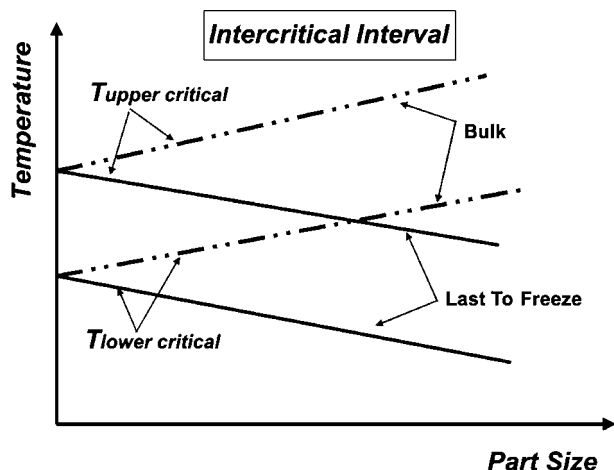 Intercritical Interval
Temperature
Tupper critical
Bulk
Last To Freeze
Tlower critical
Part Size